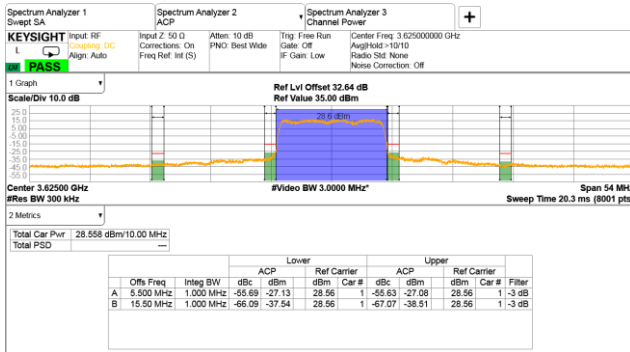 Spectrum Analyzer 1
Swept SA
Spectrum Analyzer 2
ACP
Spectrum Analyzer 3
Channel Power
+
KEYSIGHT
L
PASS
Input: RF
Coupling: DC
Align: Auto
Input Z: 50 Ω
Corrections: On
Freq Ref: Int (S)
Atten: 10 dB
PNO: Best Wide
Trig: Free Run
Gate: Off
IF Gain: Low
Center Freq: 3.625000000 GHz
Avg|Hold:>10/10
Radio Std: None
Noise Correction: Off
1 Graph
Scale/Div 10.0 dB
Ref Lvl Offset 32.64 dB
Ref Value 35.00 dBm
28.6 dBm
25.0
15.0
5.00
-5.00
-15.0
-25.0
-35.0
-45.0
-55.0
Center 3.62500 GHz
#Res BW 300 kHz
#Video BW 3.0000 MHz*
Span 54 MH
Sweep Time 20.3 ms (8001 pts
2 Metrics
Total Car Pwr 28.558 dBm/10.00 MHz
Total PSD ---
Lower Upper
ACP Ref Carrier ACP Ref Carrier
Offs Freq Integ BW dBc dBm dBm Car # dBc dBm dBm Car # Filter
A 5.500 MHz 1.000 MHz -55.69 -27.13 28.56 1 -55.63 -27.08 28.56 1 -3 dB
B 15.50 MHz 1.000 MHz -66.09 -37.54 28.56 1 -67.07 -38.51 28.56 1 -3 dB